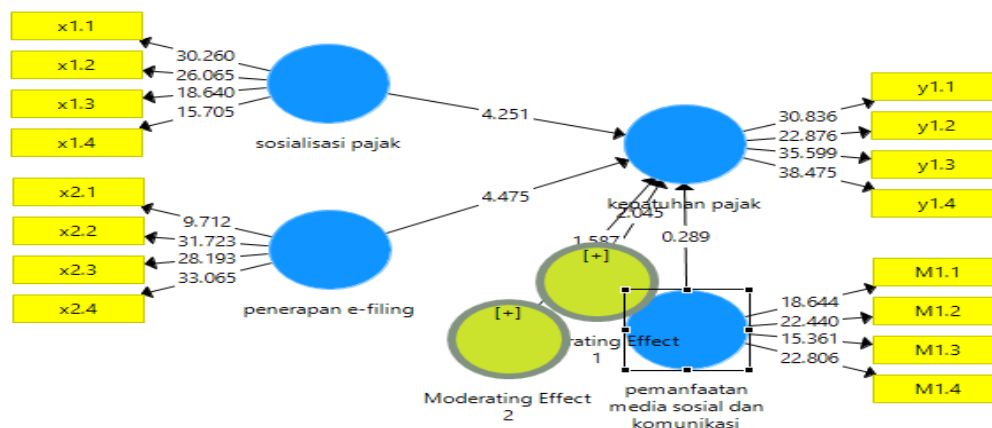 x1.1
x1.2
x1.3
x1.4
30.260
26.065
18.640
15.705
sosialisasi pajak
4.251
x2.1
x2.2
x2.3
x2.4
9.712
31.723
28.193
33.065
penerapan e-filing
4.475
kepatuhan pajak
30.836
22.876
35.599
38.475
y1.1
y1.2
y1.3
y1.4
2.045
1.587
0.289
[+]
[+]
rating Effect
1
Moderating Effect
2
pemanfaatan
media sosial dan
komunikasi
18.644
22.440
15.361
22.806
M1.1
M1.2
M1.3
M1.4